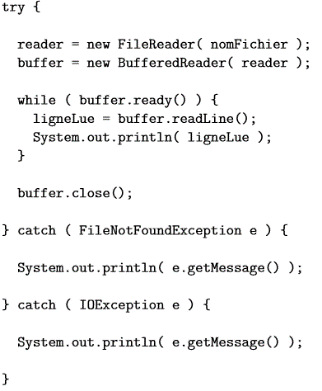 try {
reader = new FileReader( nomFichier );
buffer = new BufferedReader( reader );
while ( buffer.ready() ) {
ligneLue = buffer.readLine();
System.out.println( ligneLue );
}
buffer.close();
} catch ( FileNotFoundException e ) {
System.out.println( e.getMessage() );
} catch ( IOException e ) {
System.out.println( e.getMessage() );
}